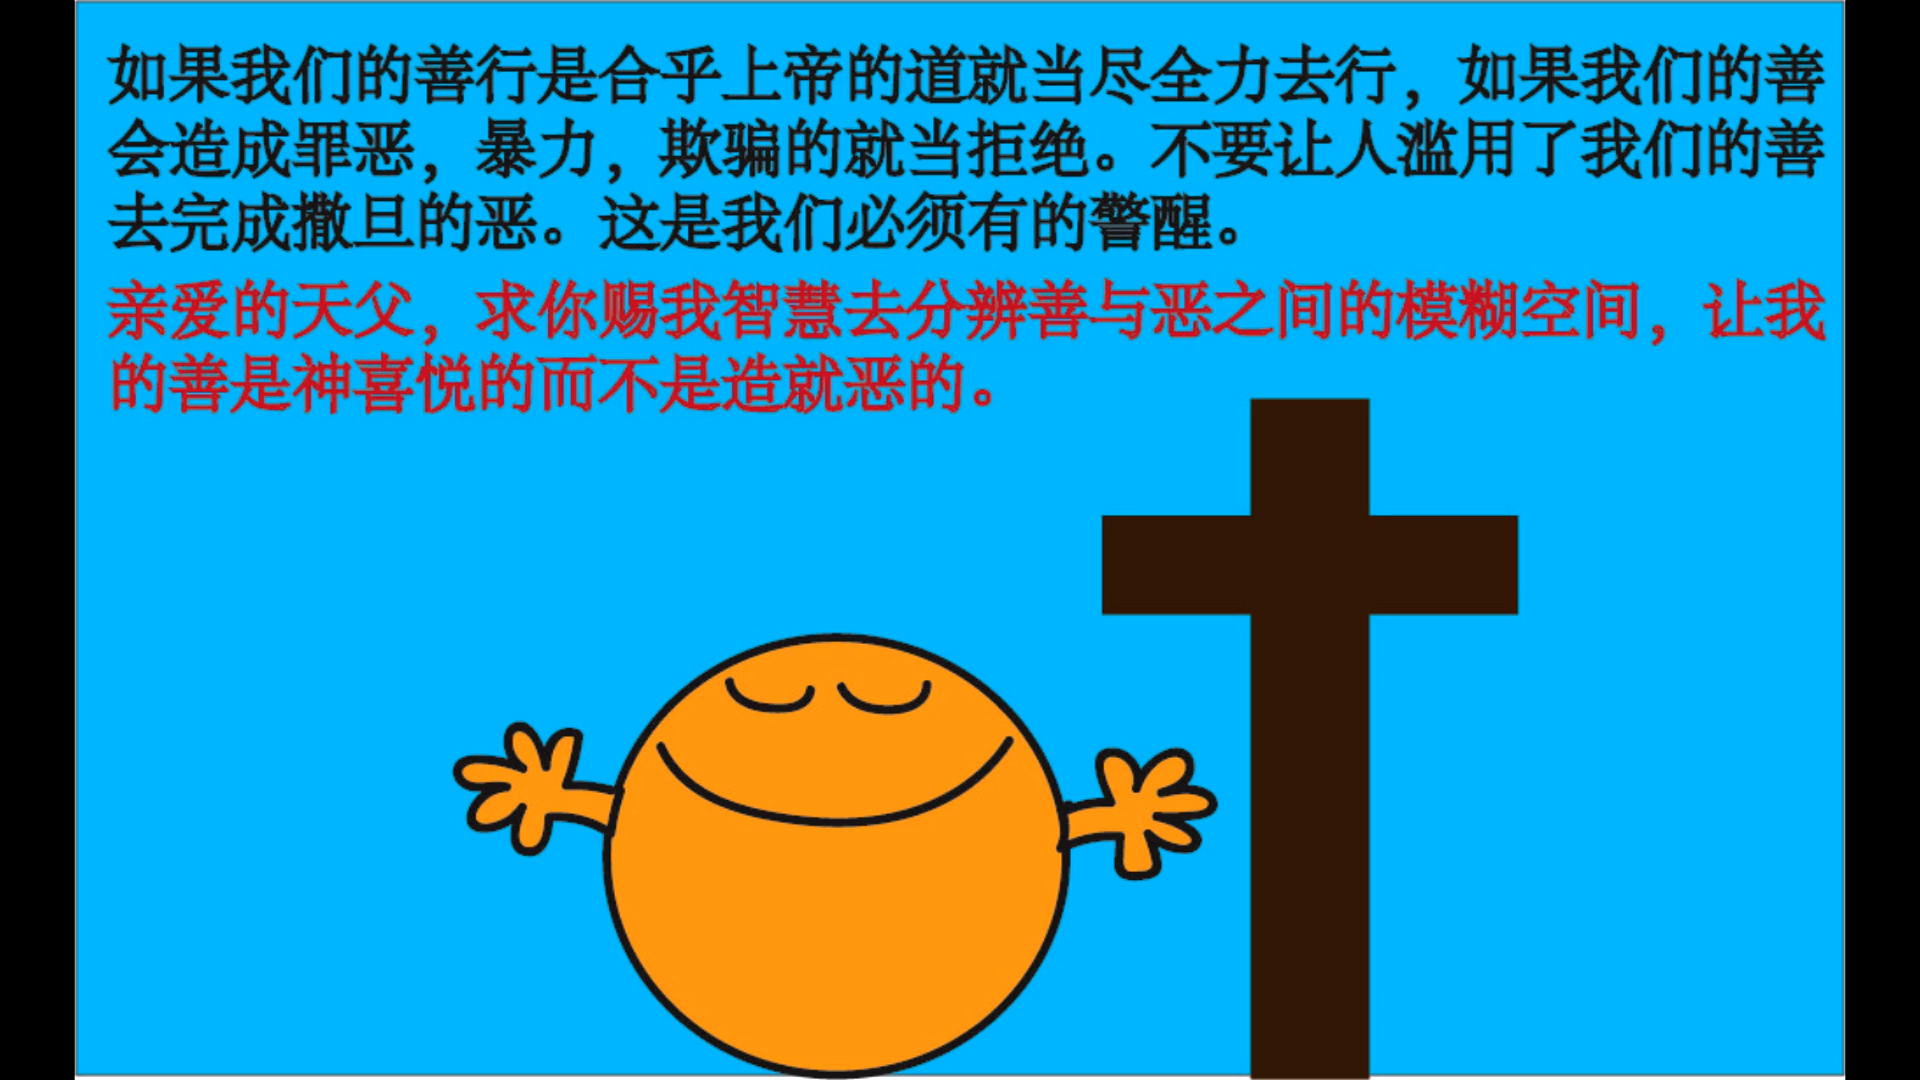 如果我们的善行是合乎上帝的道就当尽全力去行，如果我们的善
会造成罪恶，暴力，欺骗的就当拒绝。不要让人滥用了我们的善
去完成撒旦的恶。这是我们必须有的警醒。
亲爱的天父，求你赐我智慧去分辨善与恶之间的模糊空间，让我
的善是神喜悦的而不是造就恶的。